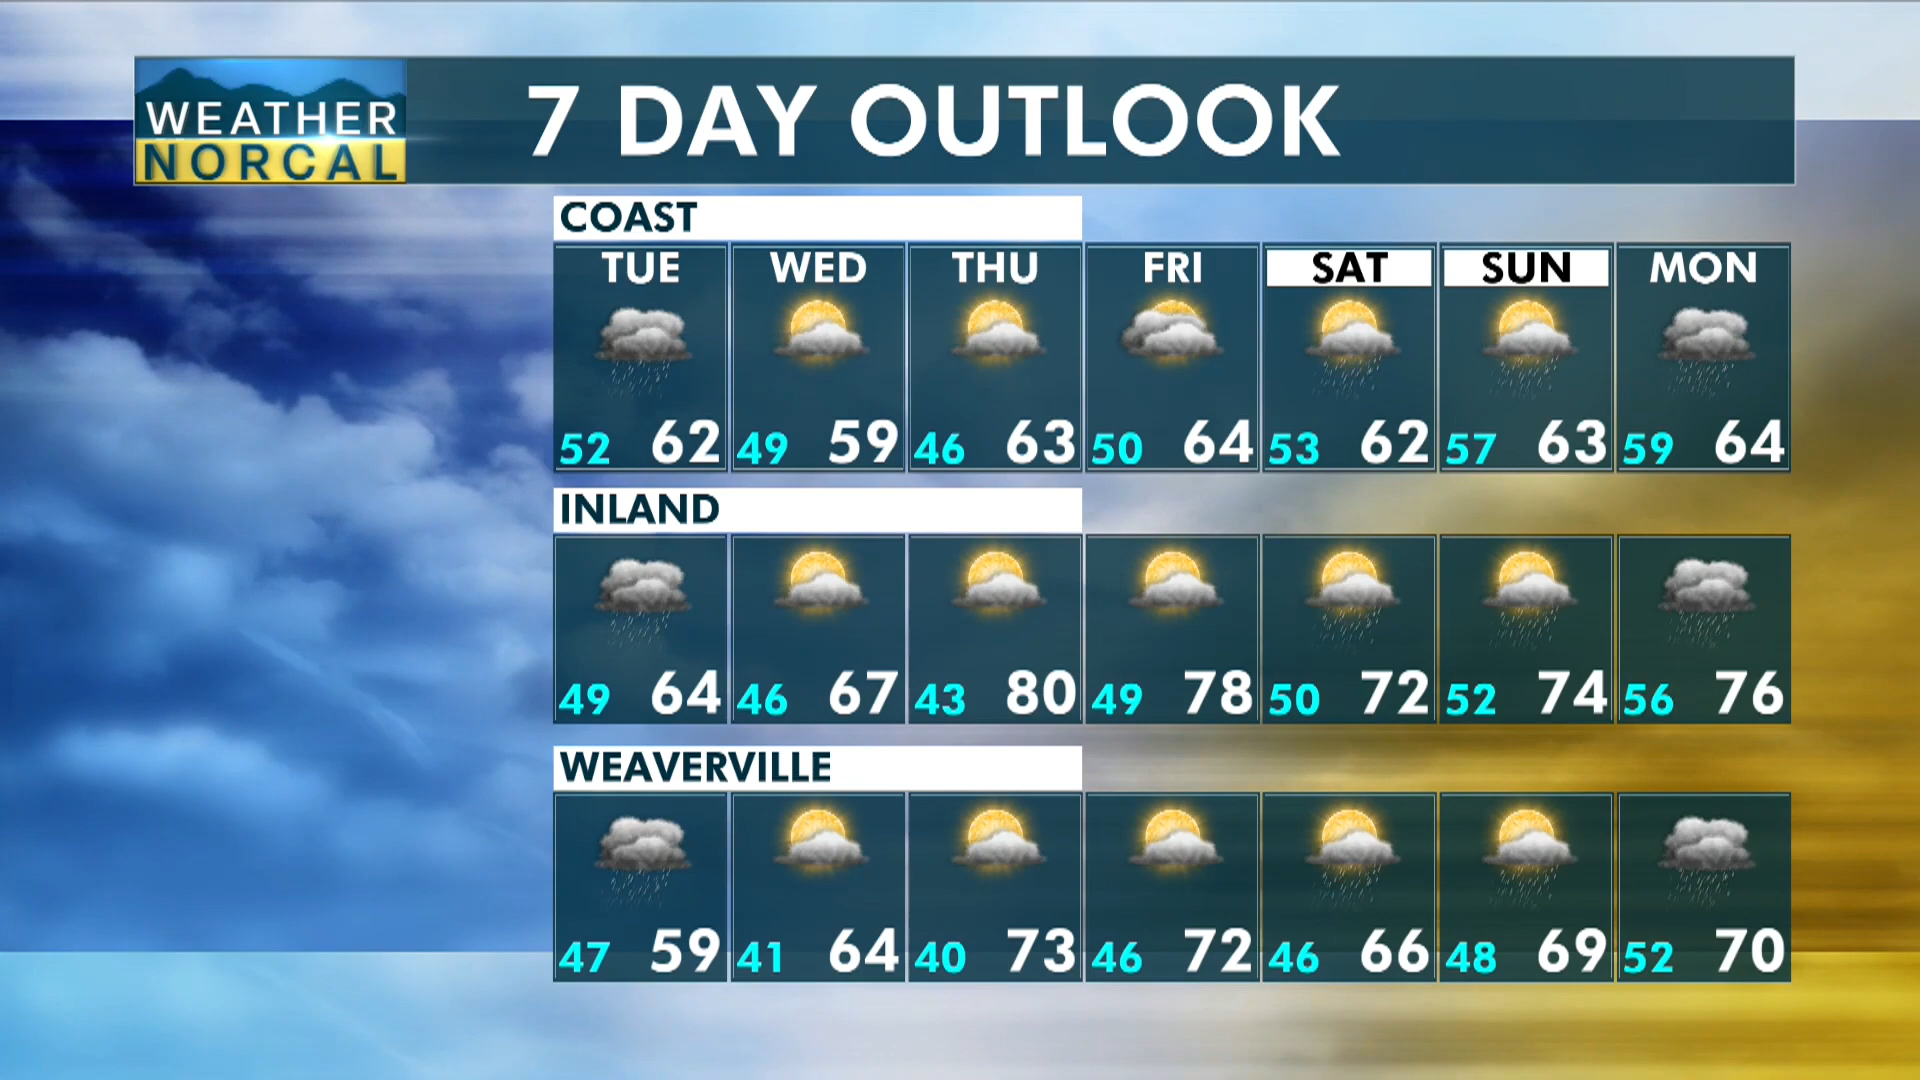 WEATHER
NORCAL
7 DAY OUTLOOK
COAST
TUE WED THU FRI SAT SUN MON
52 62 49 59 46 63 50 64 53 62 57 63 59 64
INLAND
49 64 46 67 43 80 49 78 50 72 52 74 56 76
WEAVERVILLE
47 59 41 64 40 73 46 72 46 66 48 69 52 70